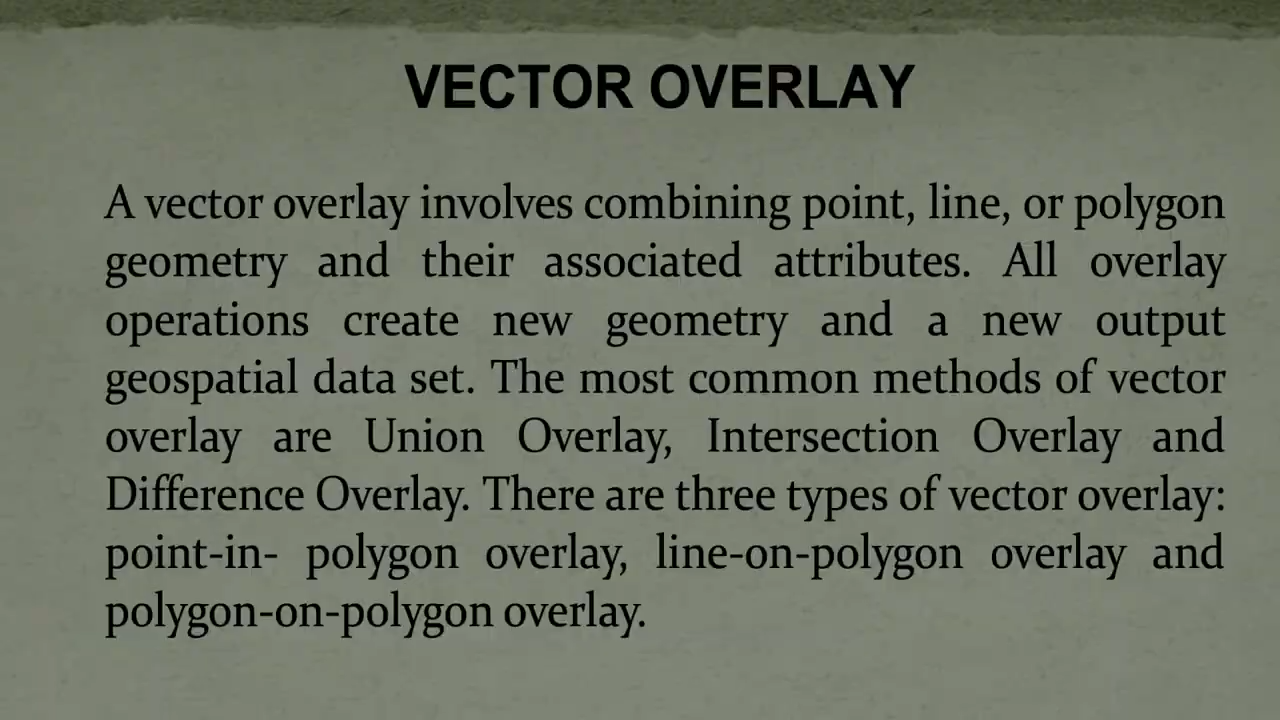 VECTOR OVERLAY
A vector overlay involves combining point, line, or polygon
geometry and their associated attributes. All overlay
operations create new geometry and a new output
geospatial data set. The most common methods of vector
overlay are Union Overlay, Intersection Overlay and
Difference Overlay. There are three types of vector overlay:
point-in- polygon overlay, line-on-polygon overlay and
polygon-on-polygon overlay.